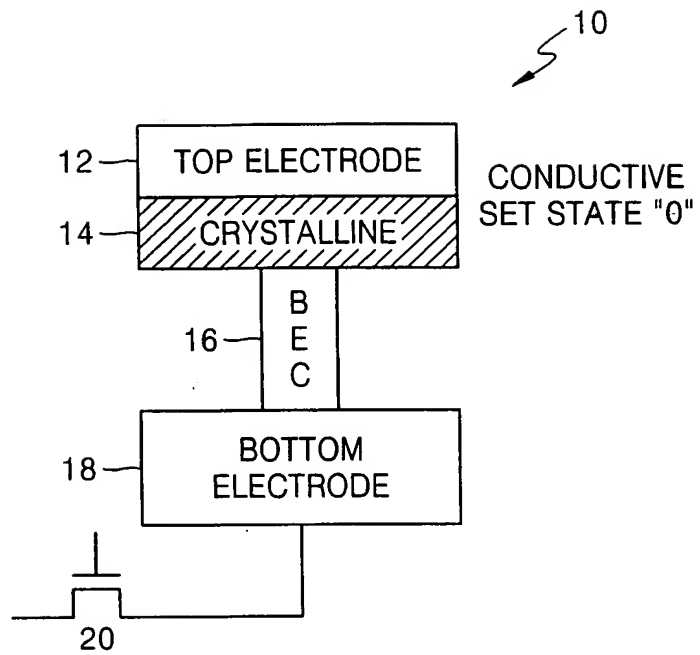 10
12
TOP ELECTRODE
CONDUCTIVE
SET STATE "0"
14
CRYSTALLINE
16
B
E
C
18
BOTTOM
ELECTRODE
20